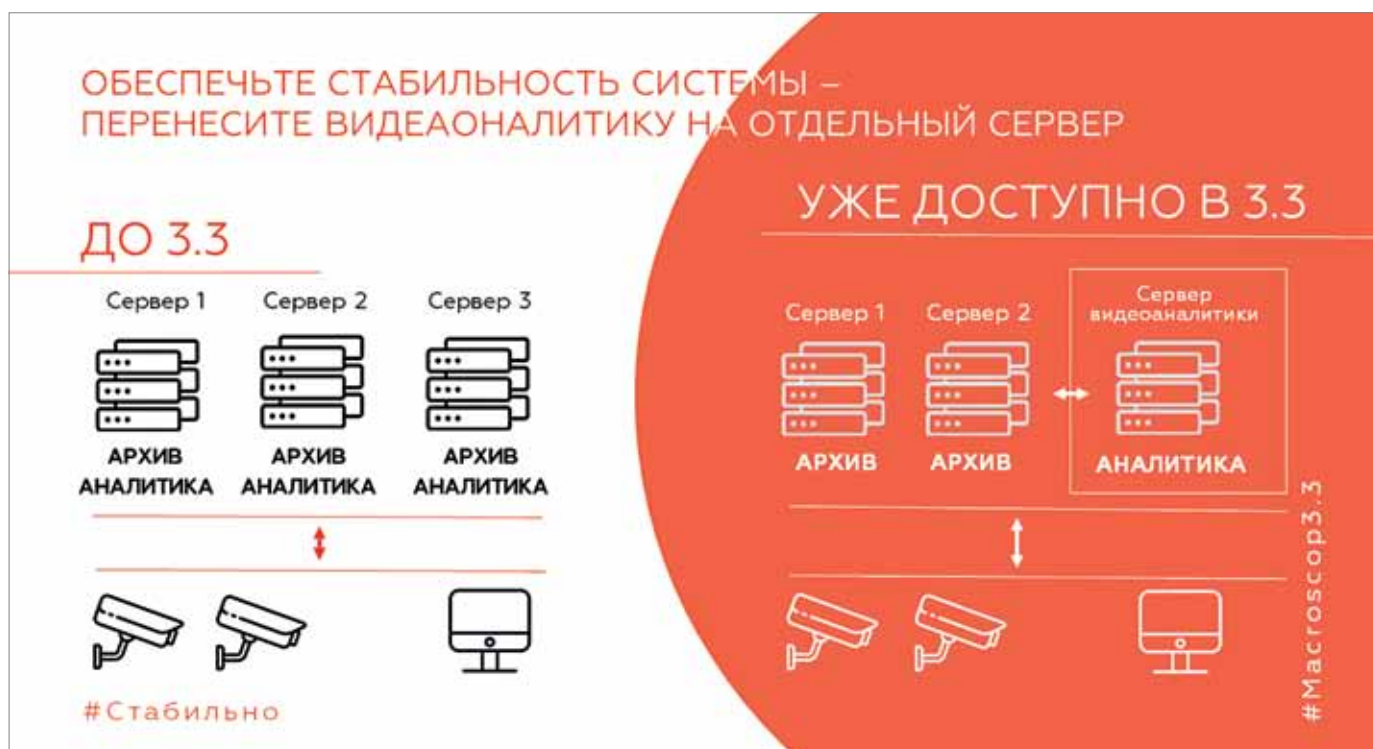 ОБЕСПЕЧЬТЕ СТАБИЛЬНОСТЬ СИСТЕМЫ –
ПЕРЕНЕСИТЕ ВИДЕАОНАЛИТИКУ НА ОТДЕЛЬНЫЙ СЕРВЕР
ДО 3.3
Сервер 1 Сервер 2 Сервер 3
АРХИВ АРХИВ АРХИВ
АНАЛИТИКА АНАЛИТИКА АНАЛИТИКА
#Стабильно
УЖЕ ДОСТУПНО В 3.3
Сервер 1 Сервер 2
Сервер
видеоаналитики
АРХИВ АРХИВ АНАЛИТИКА
#Macroscop3.3